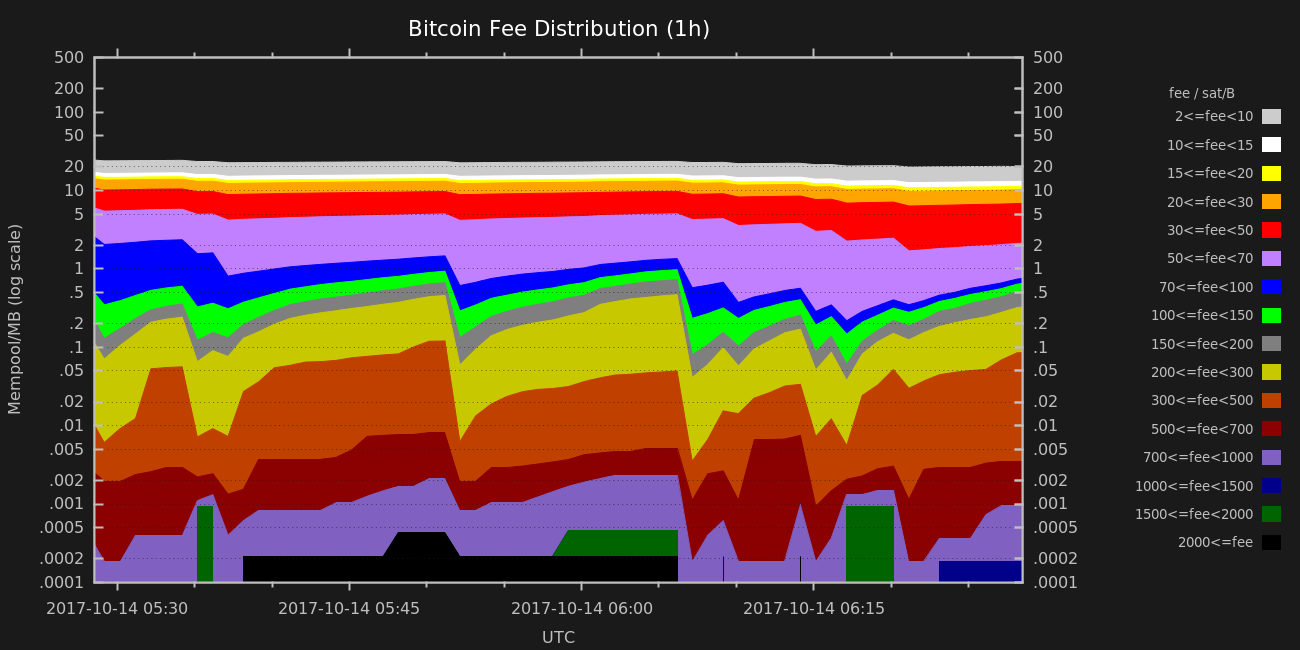 Bitcoin Fee Distribution (1h)
Mempool/MB (log scale)
500
200
100
50
20
10
5
2
1
.5
.2
.1
.05
.02
.01
.005
.002
.001
.0005
.0002
.0001
500
200
100
50
20
10
5
2
1
.5
.2
.1
.05
.02
.01
.005
.002
.001
.0005
.0002
.0001
2017-10-14 05:30
2017-10-14 05:45
2017-10-14 06:00
2017-10-14 06:15
UTC
fee / sat/B
2<=fee<10
10<=fee<15
15<=fee<20
20<=fee<30
30<=fee<50
50<=fee<70
70<=fee<100
100<=fee<150
150<=fee<200
200<=fee<300
300<=fee<500
500<=fee<700
700<=fee<1000
1000<=fee<1500
1500<=fee<2000
2000<=fee